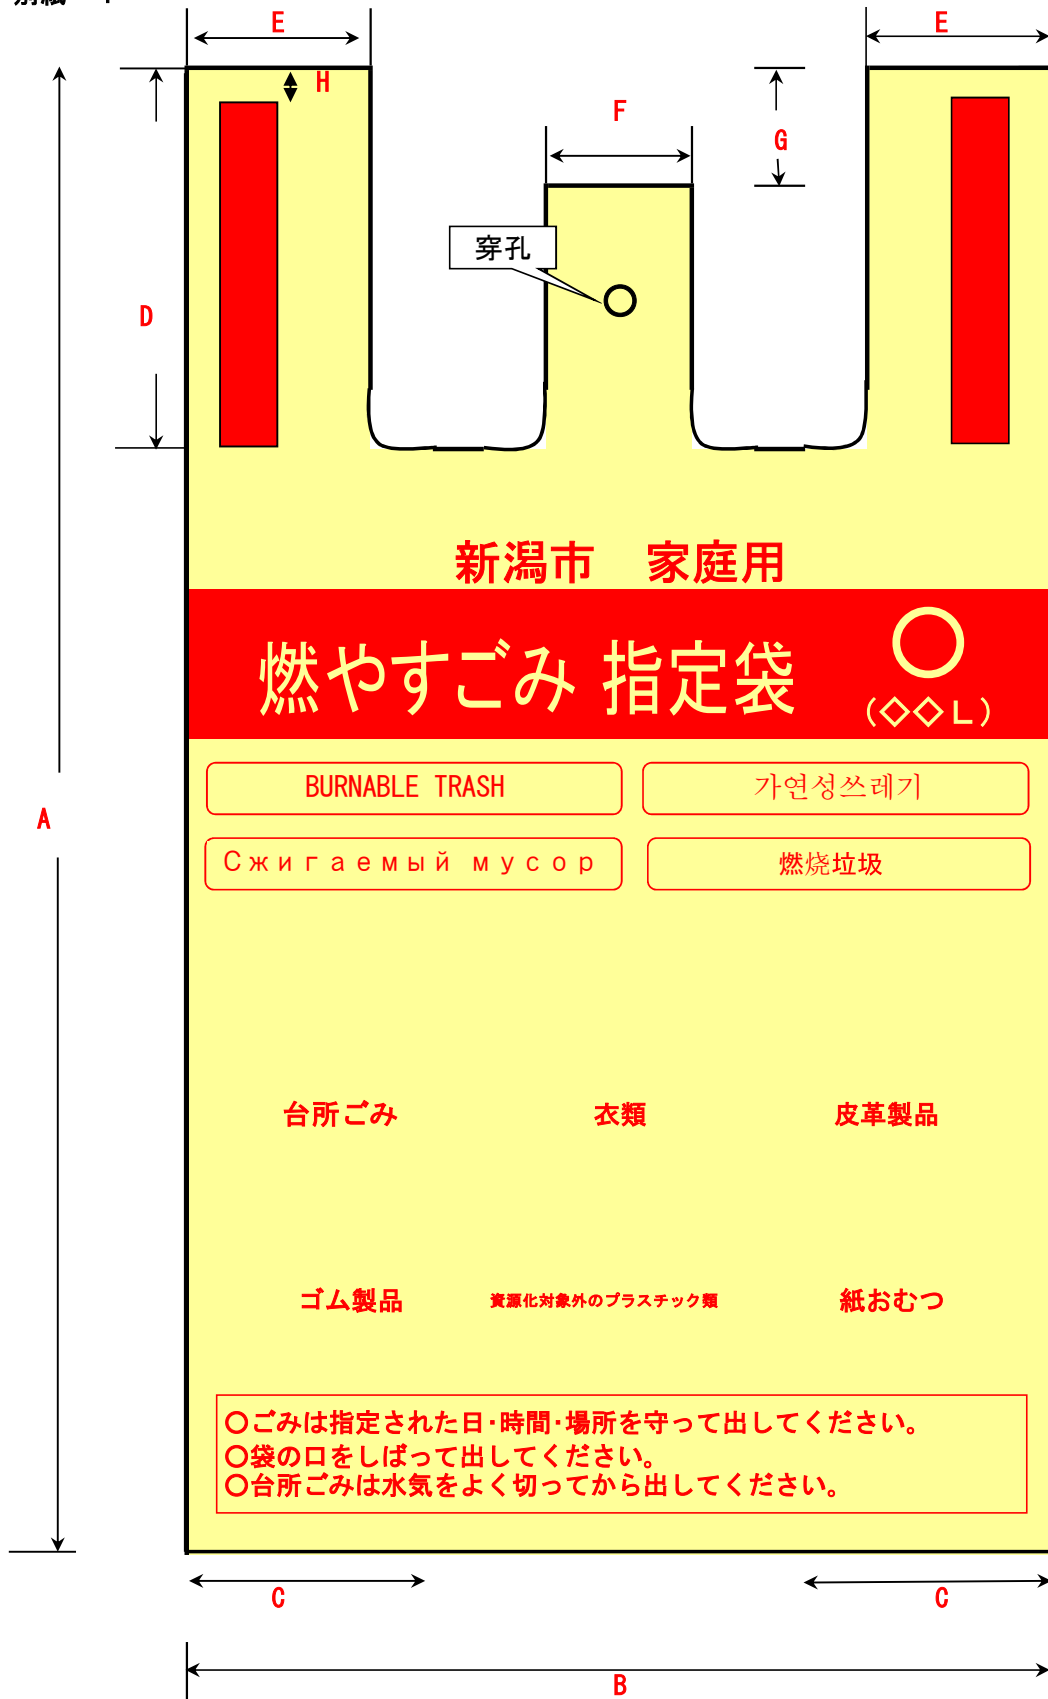 E
E
H
F
G
穿孔
D
新潟市　家庭用
燃やすごみ 指定袋 ○
(◇◇L)
BURNABLE TRASH
가연성쓰레기
A
Сжигаемый мусор
燃烧垃圾
台所ごみ
衣類
皮革製品
ゴム製品
資源化対象外のプラスチック類
紙おむつ
○ごみは指定された日･時間･場所を守って出してください。
○袋の口をしばって出してください。
○台所ごみは水気をよく切ってから出してください。
C
C
B